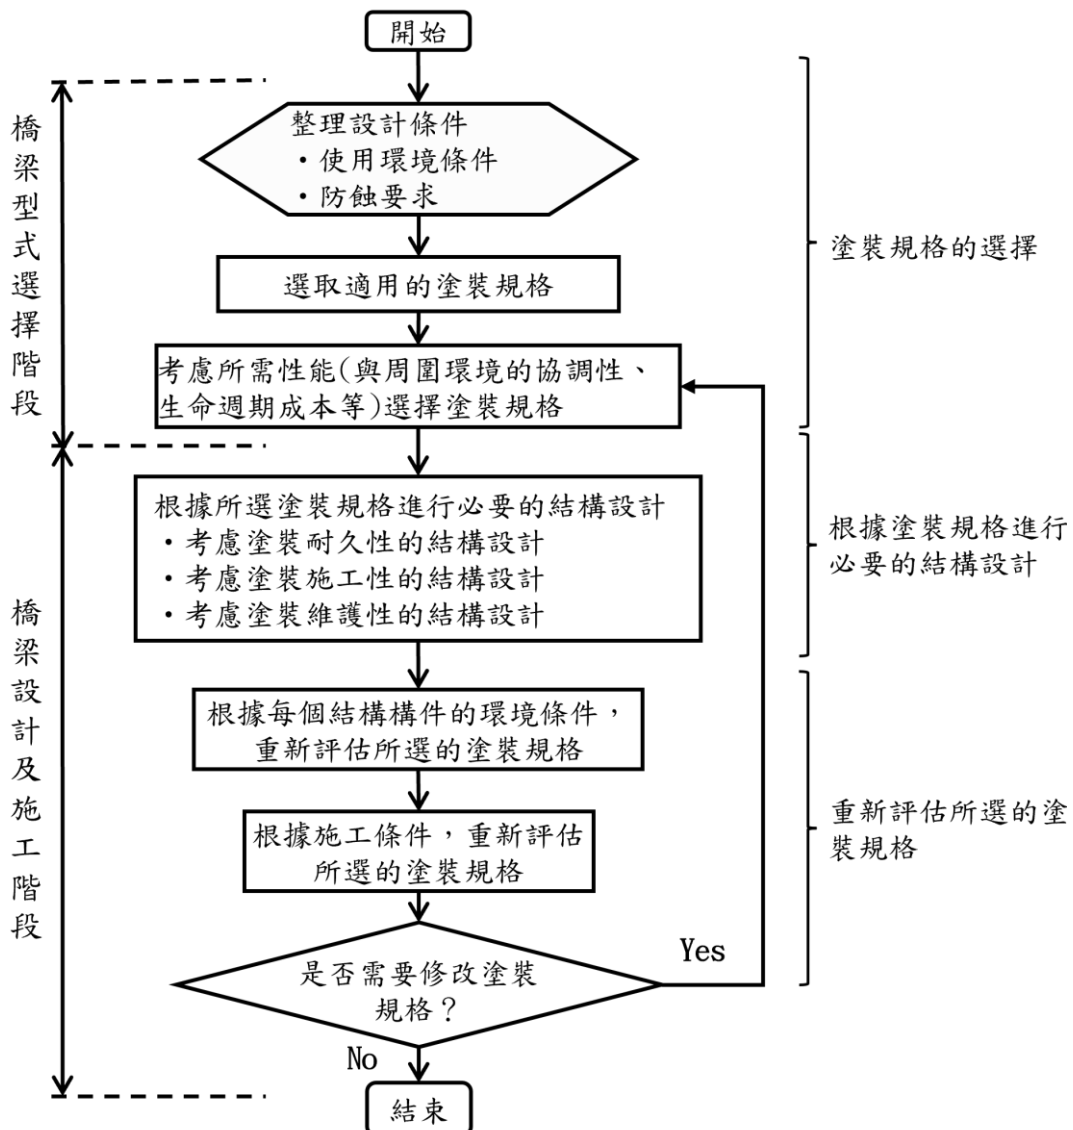 開始
橋梁型式選擇階段
整理設計條件
・使用環境條件
・防蝕要求
選取適用的塗裝規格
考慮所需性能(與周圍環境的協調性、
生命週期成本等)選擇塗裝規格
塗裝規格的選擇
橋梁設計及施工階段
根據所選塗裝規格進行必要的結構設計
・考慮塗裝耐久性的結構設計
・考慮塗裝施工性的結構設計
・考慮塗裝維護性的結構設計
根據塗裝規格進行
必要的結構設計
根據每個結構構件的環境條件，
重新評估所選的塗裝規格
根據施工條件，重新評估
所選的塗裝規格
重新評估所選的塗
裝規格
是否需要修改塗裝
規格？
Yes
No
結束